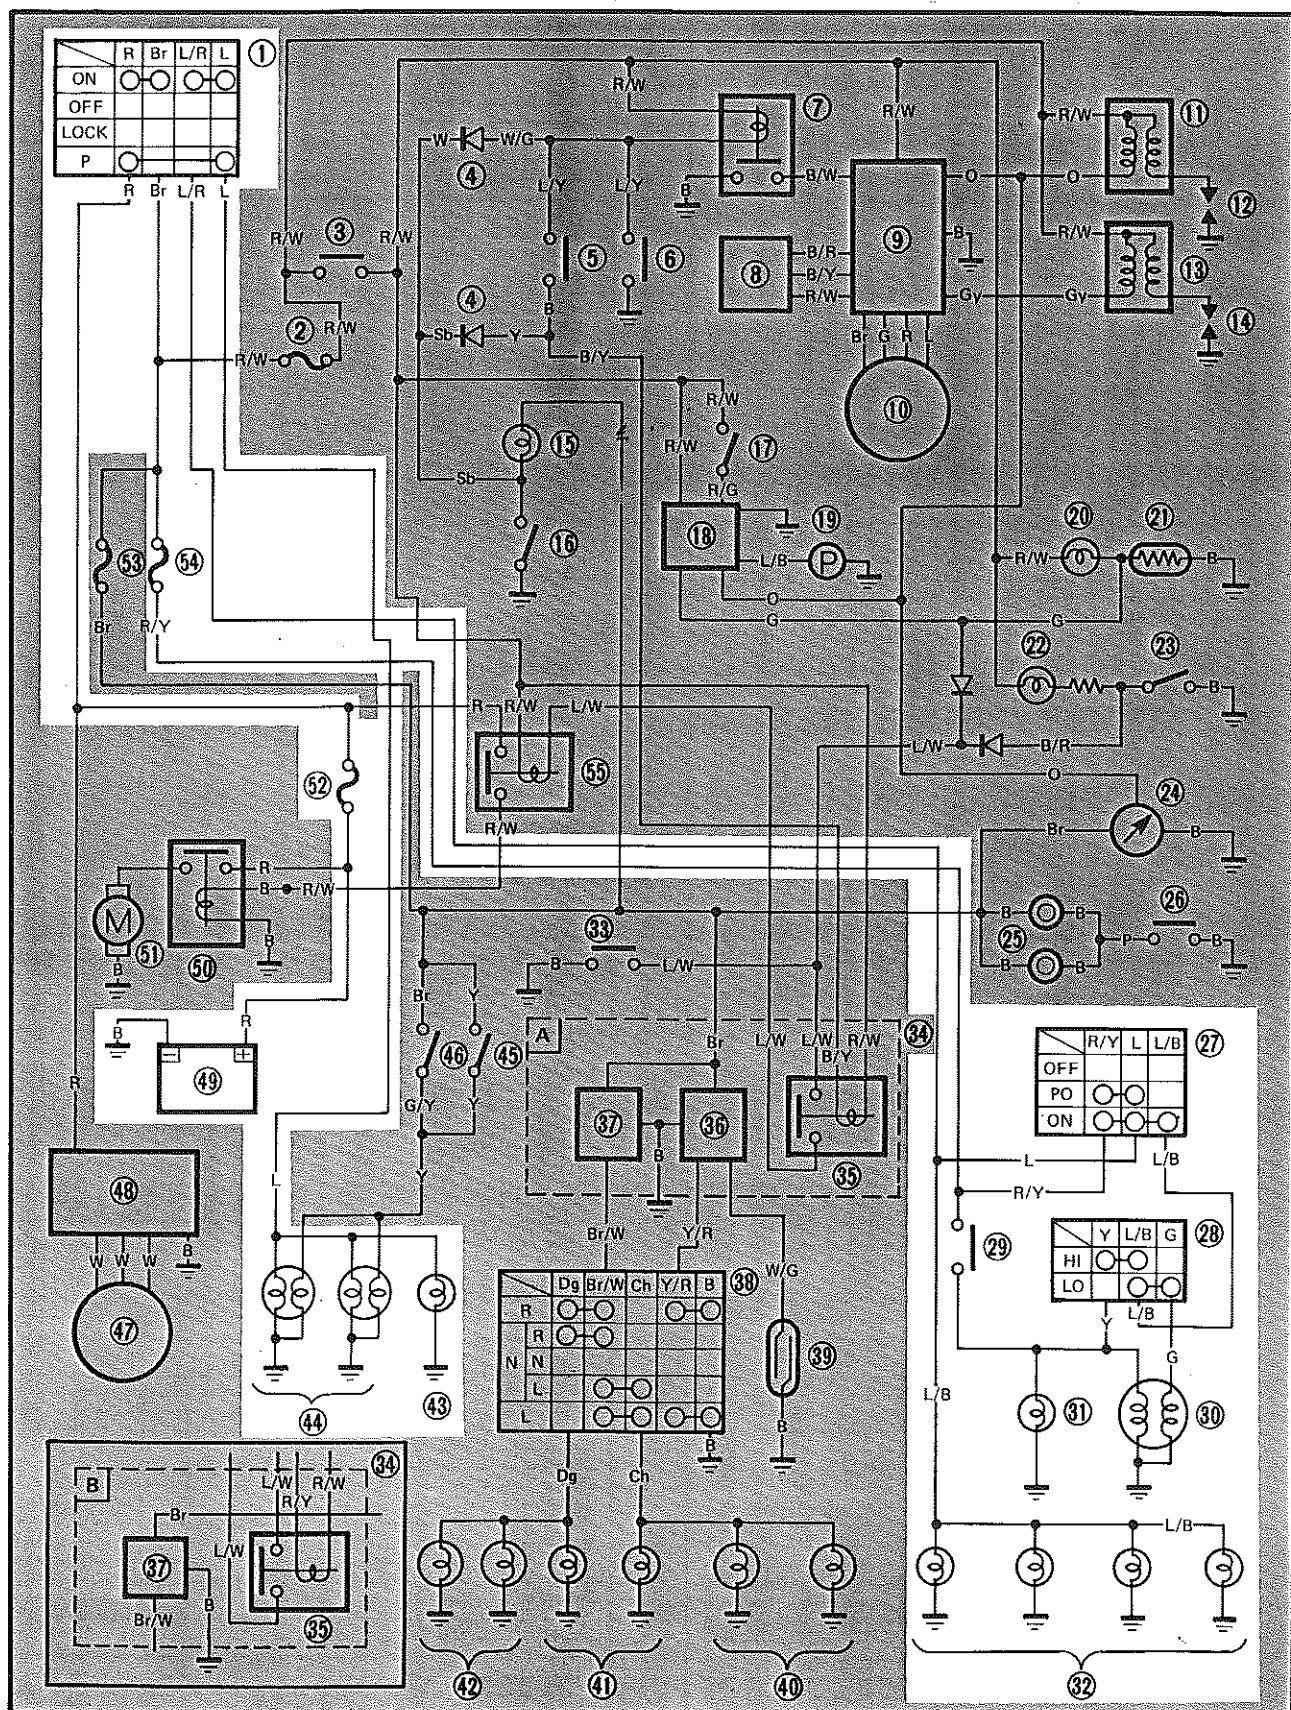 R Br L/R L ①
ON
OFF
LOCK
P
R Br L/R L
R/W ③ R/W
② R/W
R/W
R/W
W W/G
④
L/Y L/Y
⑤ ⑥
B
④
Sb Y
B/Y
⑦
B B/W
R/W
⑧
B/R
B/Y
R/W
⑨
O O
B
Gy Gy
Br G R L
⑩
R/W ⑪
⑫
R/W
⑬
⑭
⑮
Sb
⑯
R/W
R/W ⑰
R/G
⑱
L/B P ⑲
O
G G
R/W ⑳ ㉑ B
㉒ ㉓ B
L/W B/R
O
㉔
Br B
B B
㉕ P ㉖ B
B B
㊼ ㊾
53 54
Br R/Y
R R/W L/W
55
R/W
52
50 R
B R/W
B
M 51
B
B R
− +
49
R
48
W W W B
47
Br Y
46 45
G/Y Y
Y
L
44 43
33
B L/W
A 34
Br L/W L/W B/Y R/W
37 36
B 35
Br/W Y/R W/G
Dg Br/W Ch Y/R B 38
R
R
N N
L
L
B
39
B
Dg Ch
42 41 40
R/Y L L/B 27
OFF
PO
ON
L L/B
R/Y
29
Y L/B G 28
HI
LO
Y L/B G
L/B
31 30
L/B
32
34
B L/W R/Y R/W
Br
37 L/W
B
Br/W 35